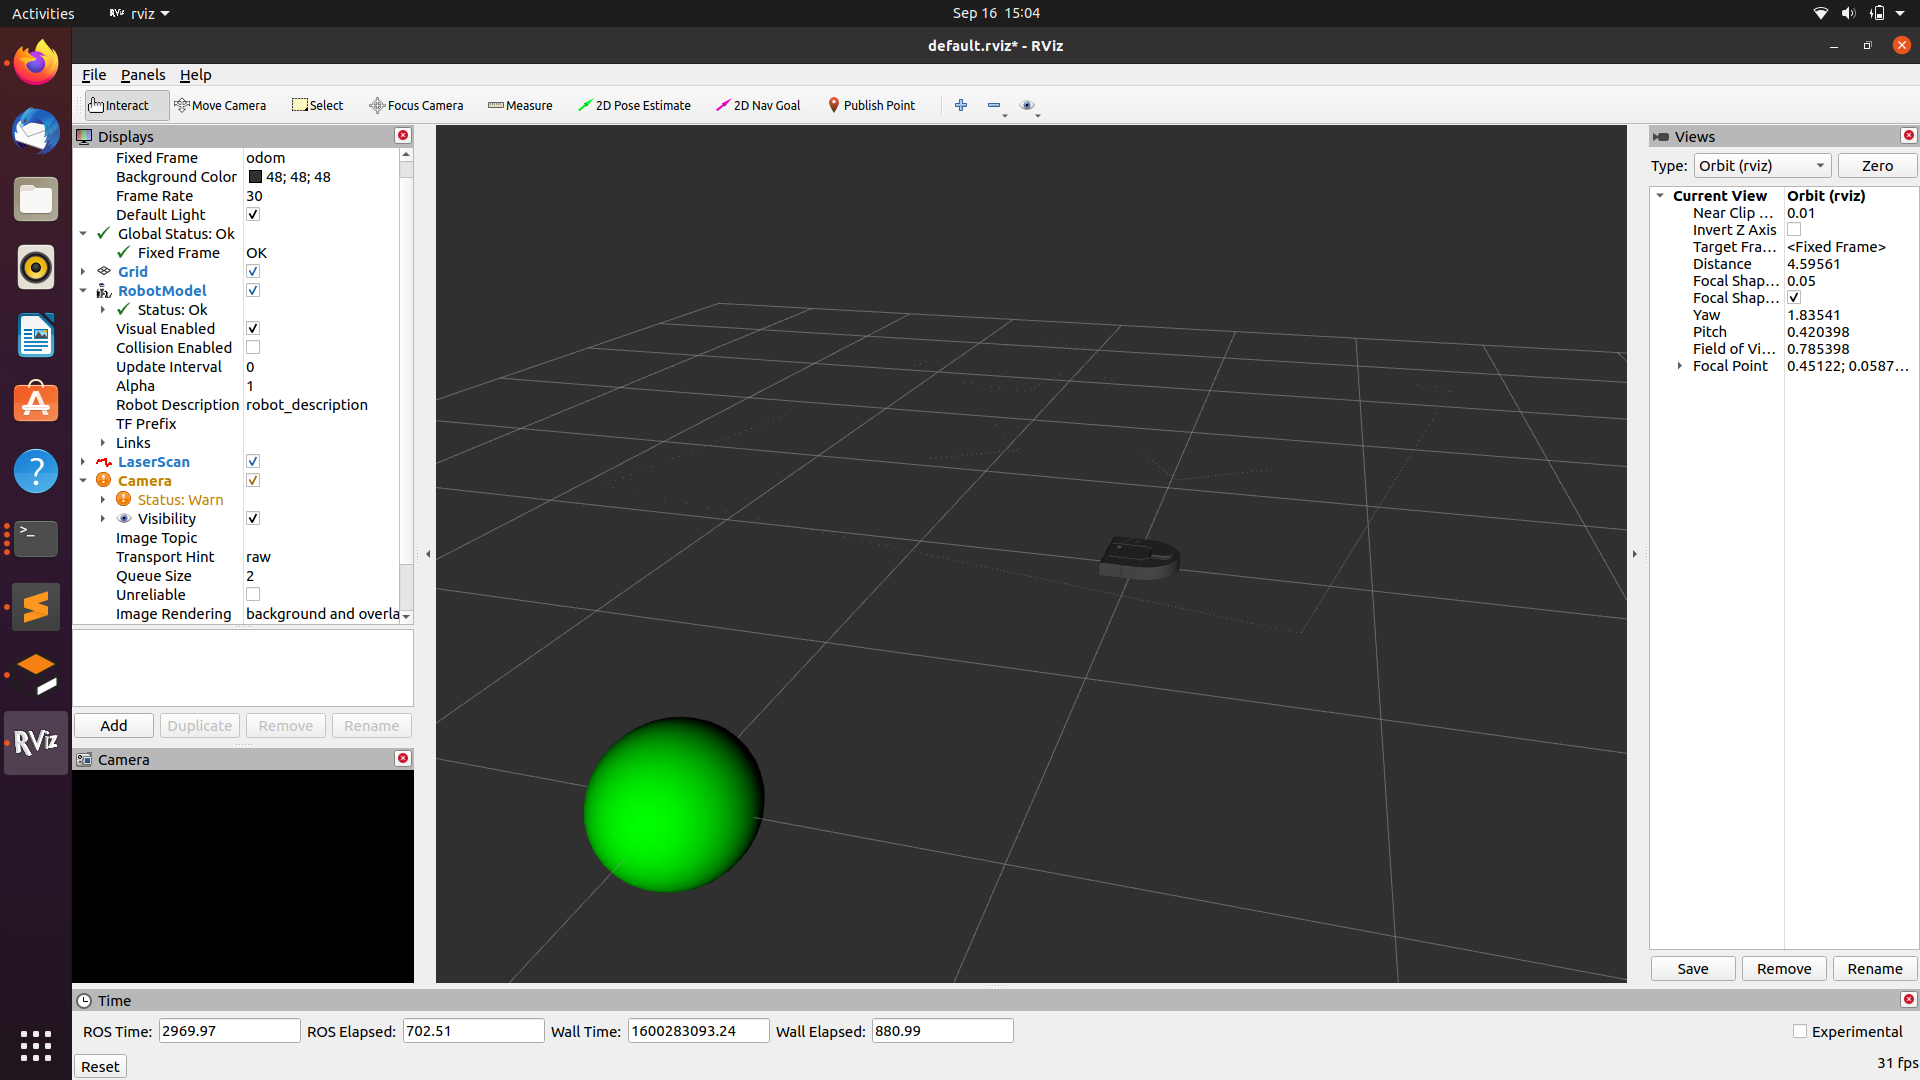 Activities
RViz rviz
Sep 16 15:04
default.rviz* - RViz
File Panels Help
Interact Move Camera Select Focus Camera Measure 2D Pose Estimate 2D Nav Goal Publish Point
Displays
Fixed Frame odom
Background Color 48; 48; 48
Frame Rate 30
Default Light
Global Status: Ok
Fixed Frame OK
Grid
RobotModel
Status: Ok
Visual Enabled
Collision Enabled
Update Interval 0
Alpha 1
Robot Description robot_description
TF Prefix
Links
LaserScan
Camera
Status: Warn
Visibility
Image Topic
Transport Hint raw
Queue Size 2
Unreliable
Image Rendering background and overla
Add Duplicate Remove Rename
RViz
Camera
Views
Type: Orbit (rviz) Zero
Current View Orbit (rviz)
Near Clip ... 0.01
Invert Z Axis
Target Fra... <Fixed Frame>
Distance 4.59561
Focal Shap... 0.05
Focal Shap...
Yaw 1.83541
Pitch 0.420398
Field of Vi... 0.785398
Focal Point 0.45122; 0.0587...
Save Remove Rename
Time
ROS Time: 2969.97 ROS Elapsed: 702.51 Wall Time: 1600283093.24 Wall Elapsed: 880.99 Experimental
Reset 31 fps